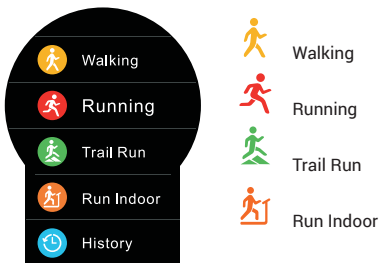 Walking
Running
Trail Run
Run Indoor
History
Walking
Running
Trail Run
Run Indoor